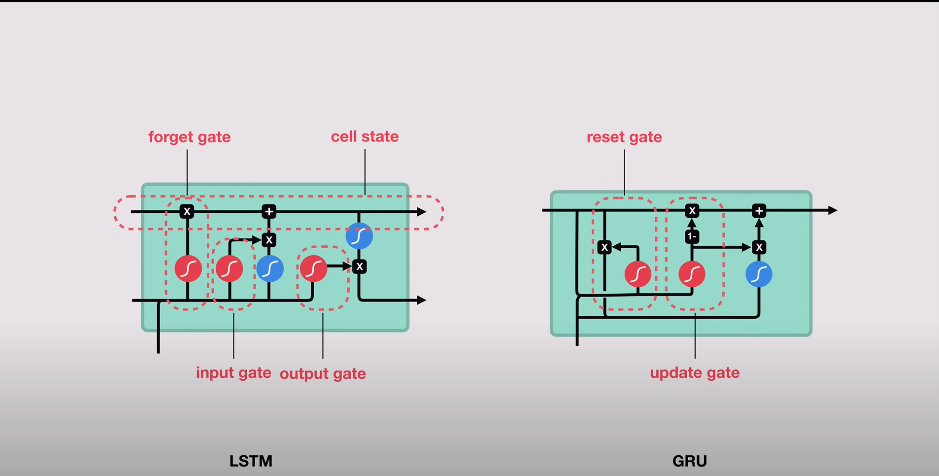 forget gate
cell state
reset gate
X
+
X
X
X
1-
+
X
X
input gate
output gate
update gate
LSTM
GRU